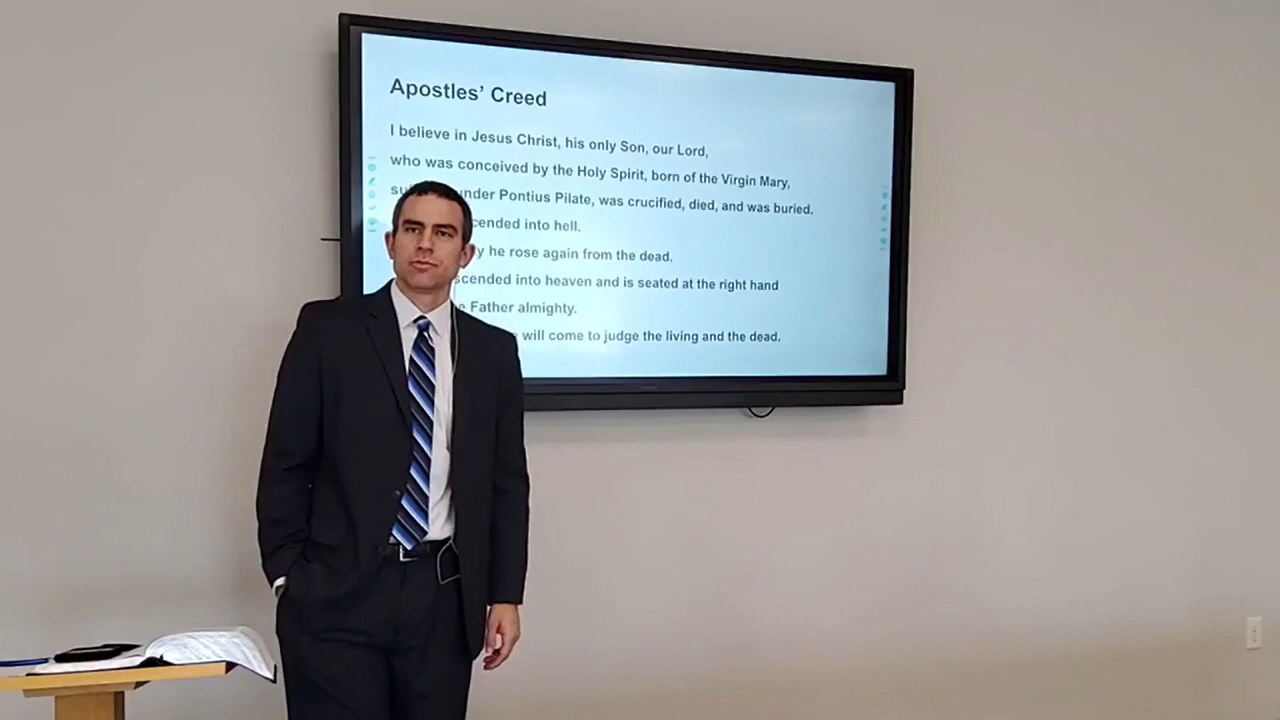 Apostles' Creed
I believe in Jesus Christ, his only Son, our Lord,
who was conceived by the Holy Spirit, born of the Virgin Mary,
under Pontius Pilate, was crucified, died, and was buried.
into hell.
he rose again from the dead.
into heaven and is seated at the right hand
Father almighty.
will come to judge the living and the dead.